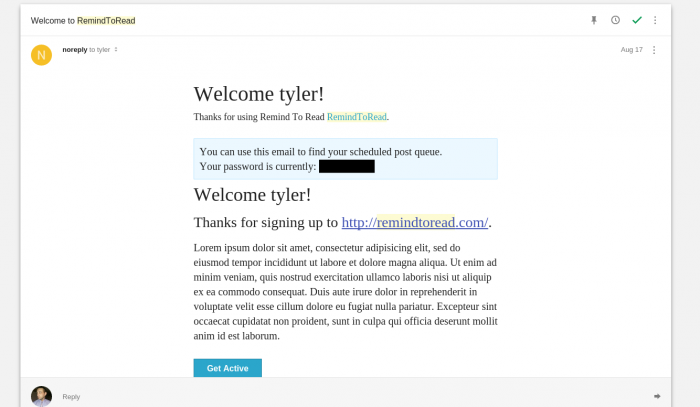 Welcome to RemindToRead
N
noreply to tyler
Aug 17
Welcome tyler!
Thanks for using Remind To Read RemindToRead.
You can use this email to find your scheduled post queue.
Your password is currently:
Welcome tyler!
Thanks for signing up to http://remindtoread.com/.
Lorem ipsum dolor sit amet, consectetur adipisicing elit, sed do
eiusmod tempor incididunt ut labore et dolore magna aliqua. Ut enim ad
minim veniam, quis nostrud exercitation ullamco laboris nisi ut aliquip
ex ea commodo consequat. Duis aute irure dolor in reprehenderit in
voluptate velit esse cillum dolore eu fugiat nulla pariatur. Excepteur sint
occaecat cupidatat non proident, sunt in culpa qui officia deserunt mollit
anim id est laborum.
Get Active
Reply